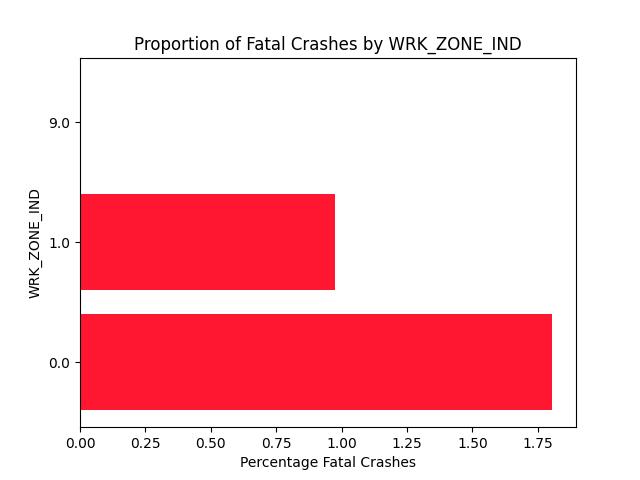 Proportion of Fatal Crashes by WRK_ZONE_IND
9.0
1.0
0.0
WRK_ZONE_IND
0.00 0.25 0.50 0.75 1.00 1.25 1.50 1.75
Percentage Fatal Crashes